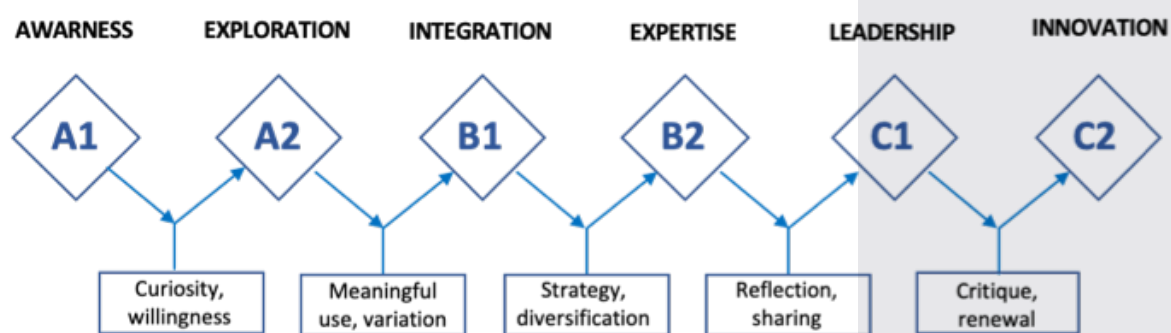 AWARNESS EXPLORATION INTEGRATION EXPERTISE LEADERSHIP INNOVATION
A1 A2 B1 B2 C1 C2
Curiosity,
willingness
Meaningful
use, variation
Strategy,
diversification
Reflection,
sharing
Critique,
renewal